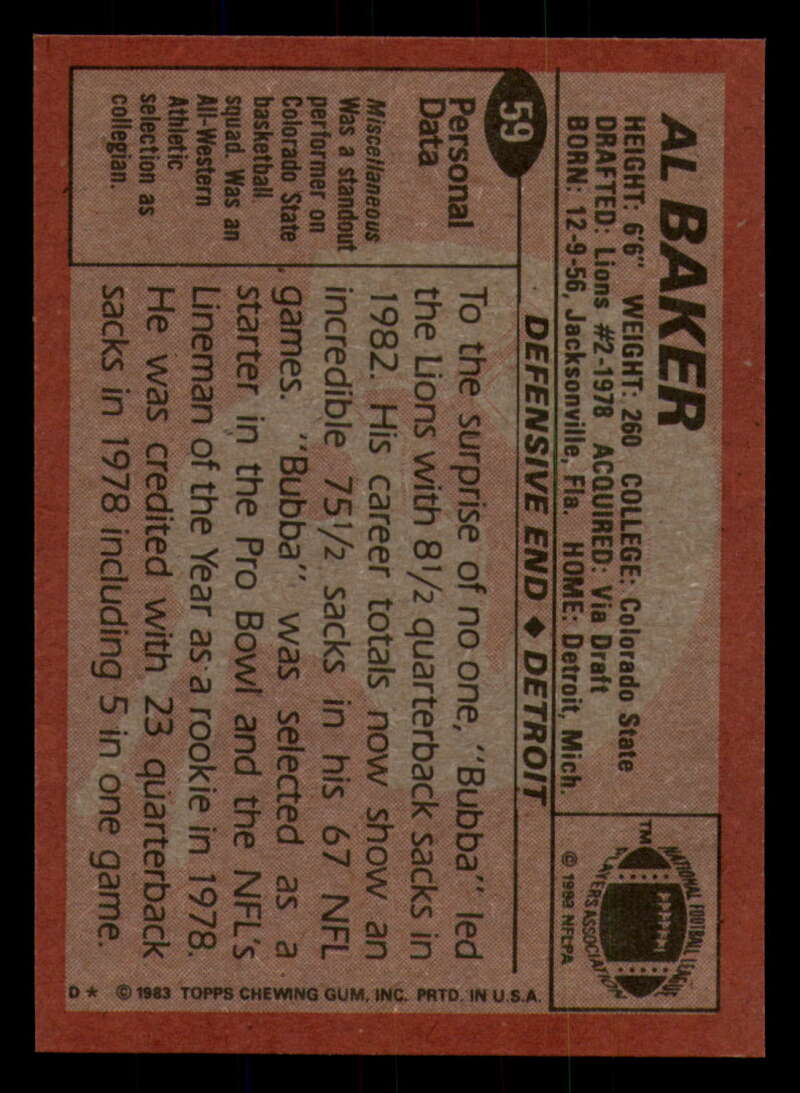 AL BAKER
HEIGHT: 6'6" WEIGHT: 260 COLLEGE: Colorado State
DRAFTED: Lions #2-1978 ACQUIRED: Via Draft
BORN: 12-9-56, Jacksonville, Fla. HOME: Detroit, Mich.
NATIONAL FOOTBALL LEAGUE
PLAYERS ASSOCIATION
TM
© 1983 NFLPA
59
DEFENSIVE END ◆ DETROIT
Personal
Data
Miscellaneous
Was a standout
performer on
Colorado State
basketball
squad. Was an
All-Western
Athletic
selection as
collegian.
To the surprise of no one, "Bubba" led
the Lions with 8½ quarterback sacks in
1982. His career totals now show an
incredible 75½ sacks in his 67 NFL
games. "Bubba" was selected as a
starter in the Pro Bowl and the NFL's
Lineman of the Year as a rookie in 1978.
He was credited with 23 quarterback
sacks in 1978 including 5 in one game.
D* © 1983 TOPPS CHEWING GUM, INC. PRTD. IN U.S.A.